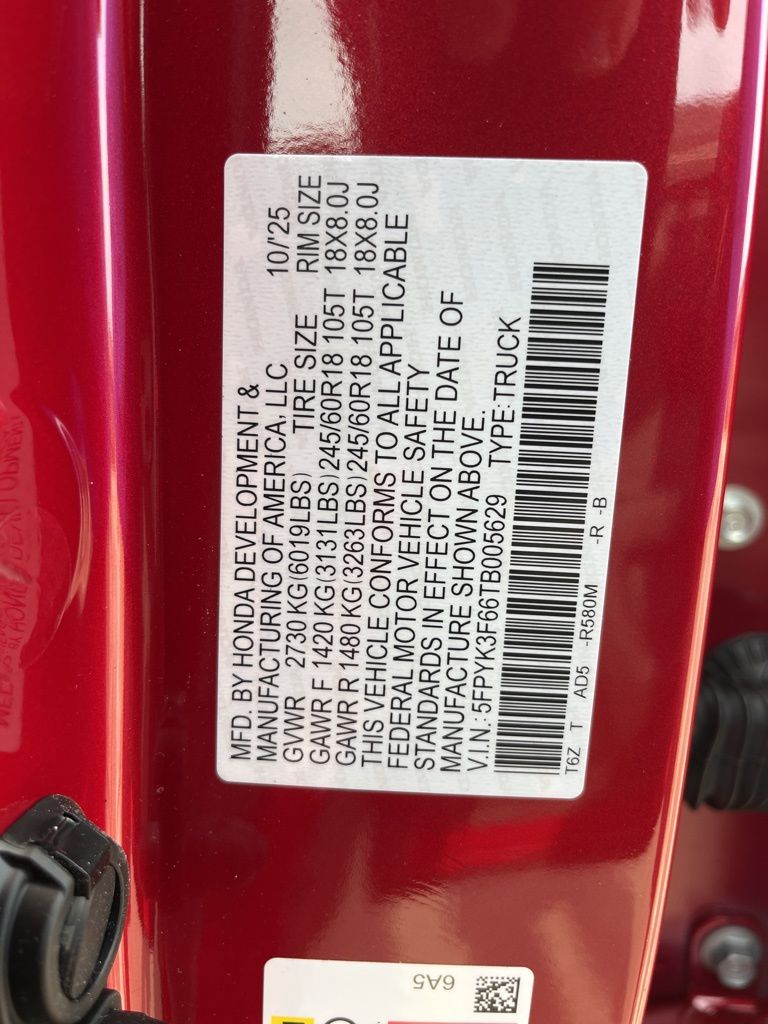 MFD. BY HONDA DEVELOPMENT &
MANUFACTURING OF AMERICA, LLC 10/'25
GVWR 2730 KG(6019LBS) TIRE SIZE RIM SIZE
GAWR F 1420 KG(3131LBS) 245/60R18 105T 18X8.0J
GAWR R 1480 KG(3263LBS) 245/60R18 105T 18X8.0J
THIS VEHICLE CONFORMS TO ALL APPLICABLE
FEDERAL MOTOR VEHICLE SAFETY
STANDARDS IN EFFECT ON THE DATE OF
MANUFACTURE SHOWN ABOVE.
V.I.N.: 5FPYK3F66TB005629 TYPE:TRUCK
T6Z T AD5 -R580M -R -B
6A5